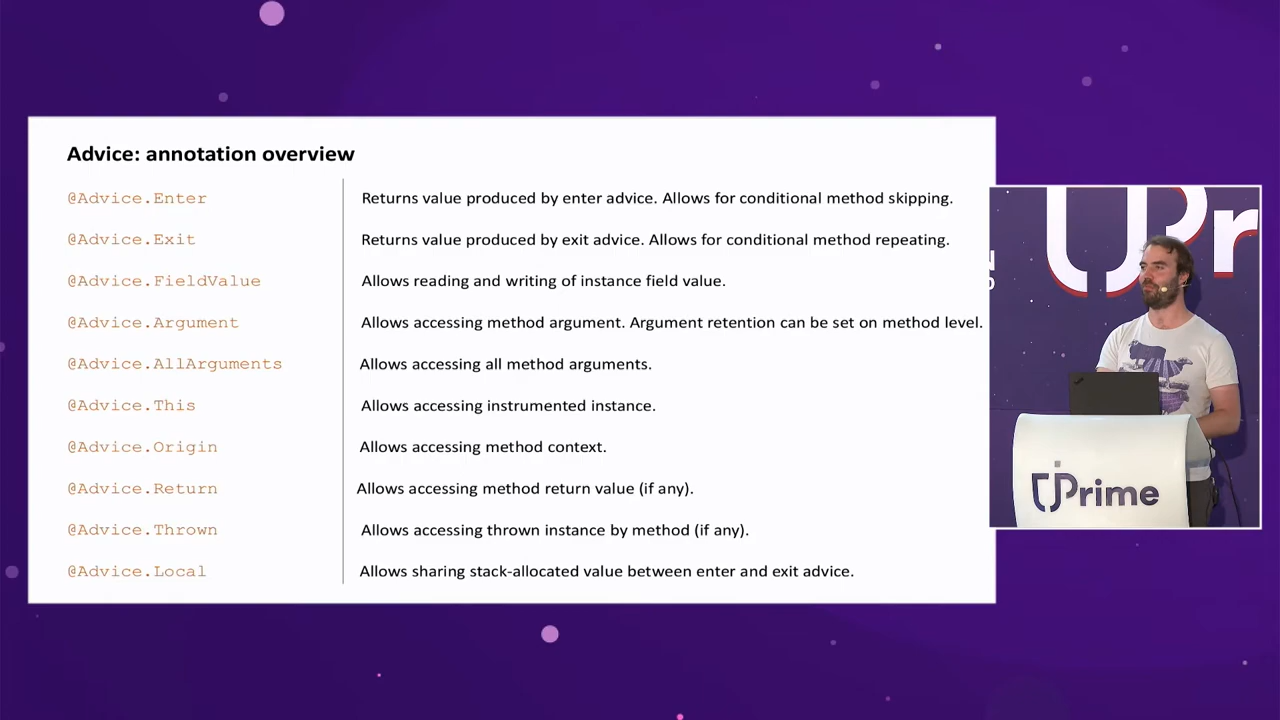 Advice: annotation overview
@Advice.Enter Returns value produced by enter advice. Allows for conditional method skipping.
@Advice.Exit Returns value produced by exit advice. Allows for conditional method repeating.
@Advice.FieldValue Allows reading and writing of instance field value.
@Advice.Argument Allows accessing method argument. Argument retention can be set on method level.
@Advice.AllArguments Allows accessing all method arguments.
@Advice.This Allows accessing instrumented instance.
@Advice.Origin Allows accessing method context.
@Advice.Return Allows accessing method return value (if any).
@Advice.Thrown Allows accessing thrown instance by method (if any).
@Advice.Local Allows sharing stack-allocated value between enter and exit advice.
JPrime